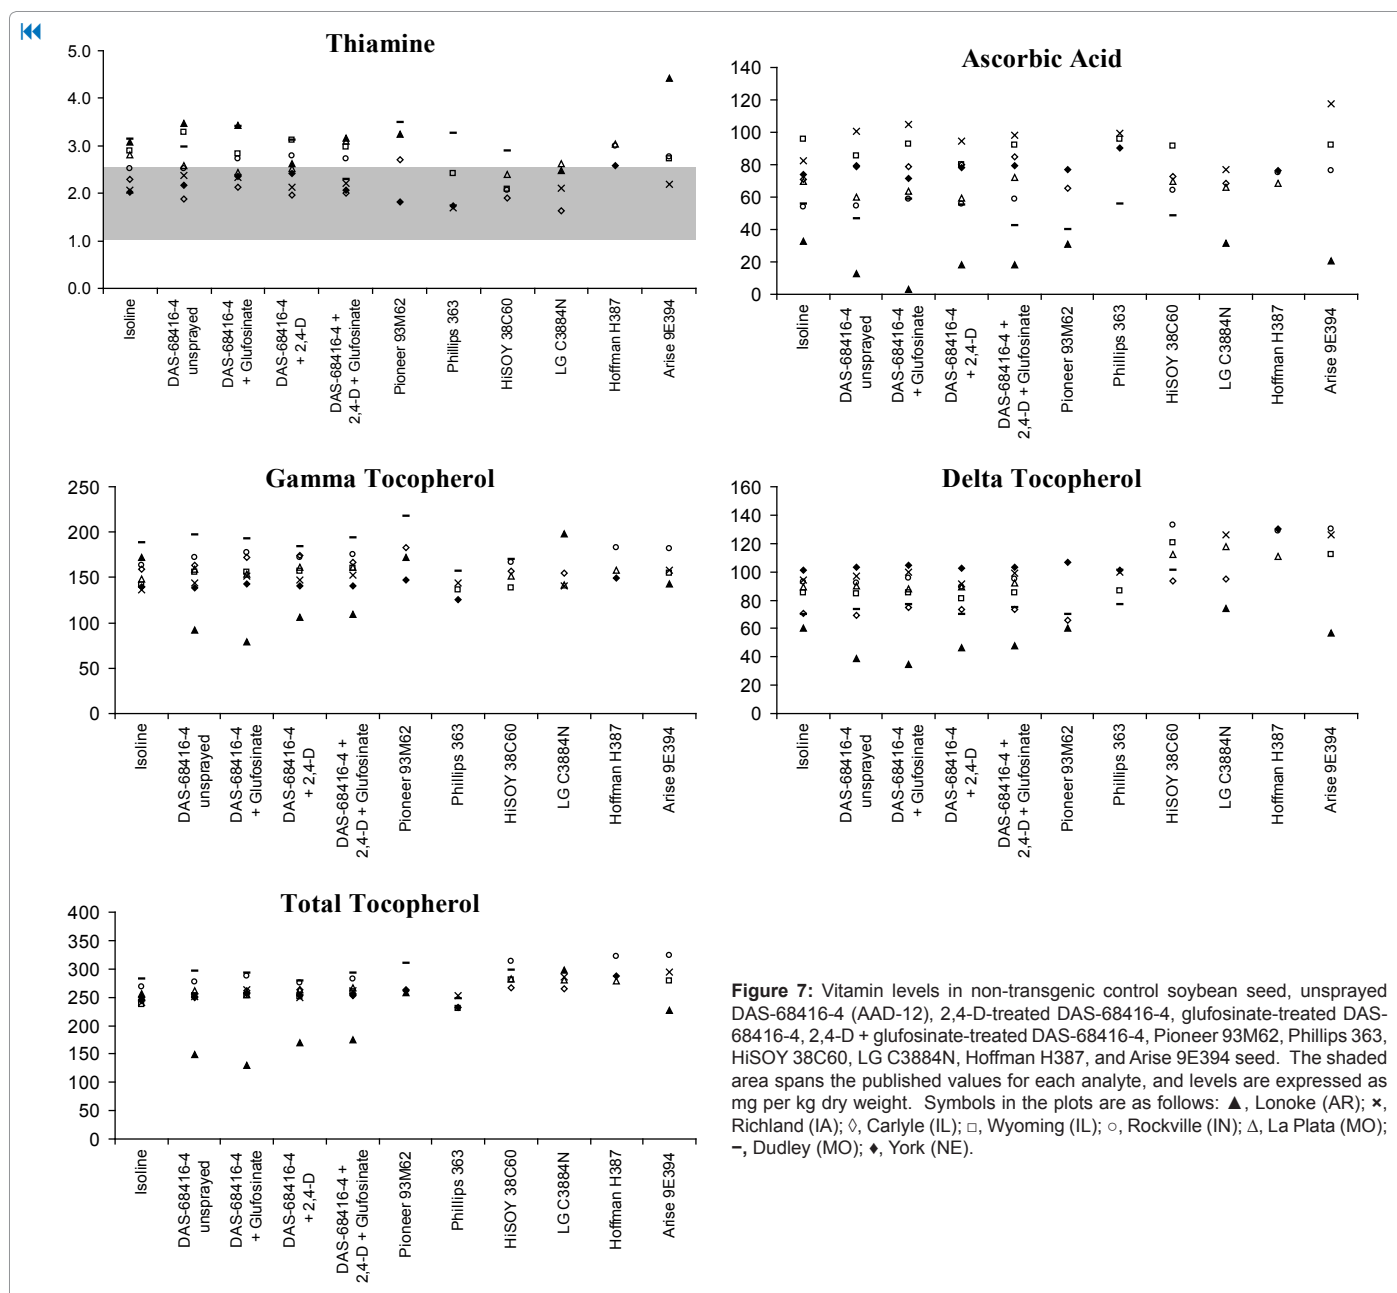 Thiamine
5.0
4.0
3.0
2.0
1.0
0.0
Isoline
DAS-68416-4
unsprayed
DAS-68416-4
+ Glufosinate
DAS-68416-4
+ 2,4-D
DAS-68416-4 +
2,4-D + Glufosinate
Pioneer 93M62
Phillips 363
HiSOY 38C60
LG C3884N
Hoffman H387
Arise 9E394
Ascorbic Acid
140
120
100
80
60
40
20
0
Isoline
DAS-68416-4
unsprayed
DAS-68416-4
+ Glufosinate
DAS-68416-4
+ 2,4-D
DAS-68416-4 +
2,4-D + Glufosinate
Pioneer 93M62
Phillips 363
HiSOY 38C60
LG C3884N
Hoffman H387
Arise 9E394
Gamma Tocopherol
250
200
150
100
50
0
Isoline
DAS-68416-4
unsprayed
DAS-68416-4
+ Glufosinate
DAS-68416-4
+ 2,4-D
DAS-68416-4 +
2,4-D + Glufosinate
Pioneer 93M62
Phillips 363
HiSOY 38C60
LG C3884N
Hoffman H387
Arise 9E394
Delta Tocopherol
160
140
120
100
80
60
40
20
0
Isoline
DAS-68416-4
unsprayed
DAS-68416-4
+ Glufosinate
DAS-68416-4
+ 2,4-D
DAS-68416-4 +
2,4-D + Glufosinate
Pioneer 93M62
Phillips 363
HiSOY 38C60
LG C3884N
Hoffman H387
Arise 9E394
Total Tocopherol
400
350
300
250
200
150
100
50
0
Isoline
DAS-68416-4
unsprayed
DAS-68416-4
+ Glufosinate
DAS-68416-4
+ 2,4-D
DAS-68416-4 +
2,4-D + Glufosinate
Pioneer 93M62
Phillips 363
HiSOY 38C60
LG C3884N
Hoffman H387
Arise 9E394
Figure 7: Vitamin levels in non-transgenic control soybean seed, unsprayed
DAS-68416-4 (AAD-12), 2,4-D-treated DAS-68416-4, glufosinate-treated DAS-
68416-4, 2,4-D + glufosinate-treated DAS-68416-4, Pioneer 93M62, Phillips 363,
HiSOY 38C60, LG C3884N, Hoffman H387, and Arise 9E394 seed. The shaded
area spans the published values for each analyte, and levels are expressed as
mg per kg dry weight. Symbols in the plots are as follows: ▲, Lonoke (AR); ×,
Richland (IA); ◊, Carlyle (IL); □, Wyoming (IL); ○, Rockville (IN); Δ, La Plata (MO);
–, Dudley (MO); ♦, York (NE).